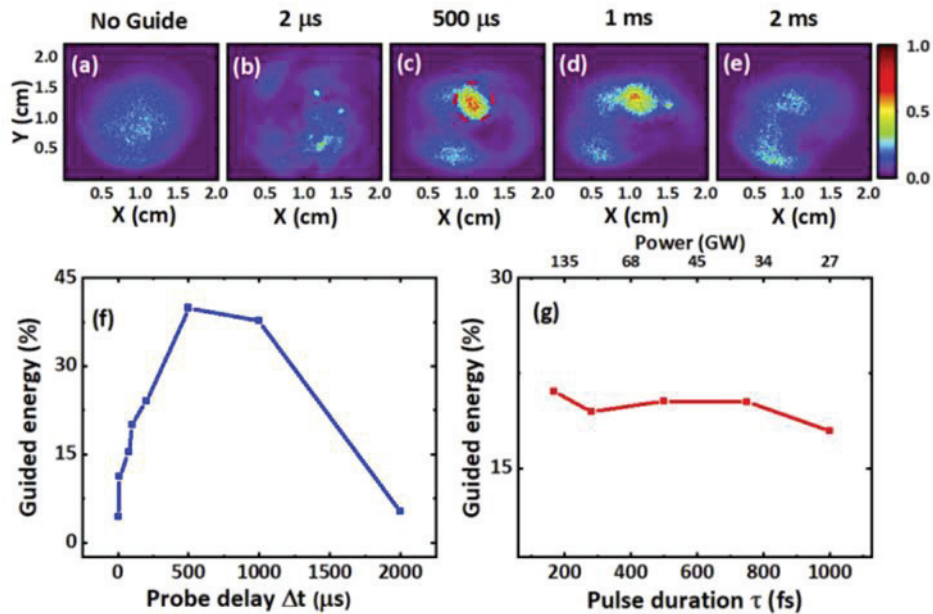 No Guide 2 μs 500 μs 1 ms 2 ms
(a) (b) (c) (d) (e)
Y (cm)
2.0
1.5
1.0
0.5
1.0
0.5
0.0
0.5 1.0 1.5 2.0 0.5 1.0 1.5 2.0 0.5 1.0 1.5 2.0 0.5 1.0 1.5 2.0 0.5 1.0 1.5 2.0
X (cm) X (cm) X (cm) X (cm) X (cm)
(f)
Guided energy (%)
45
30
15
0
0 500 1000 1500 2000
Probe delay Δt (μs)
Power (GW)
135 68 45 34 27
(g)
Guided energy (%)
30
15
200 400 600 800 1000
Pulse duration τ (fs)